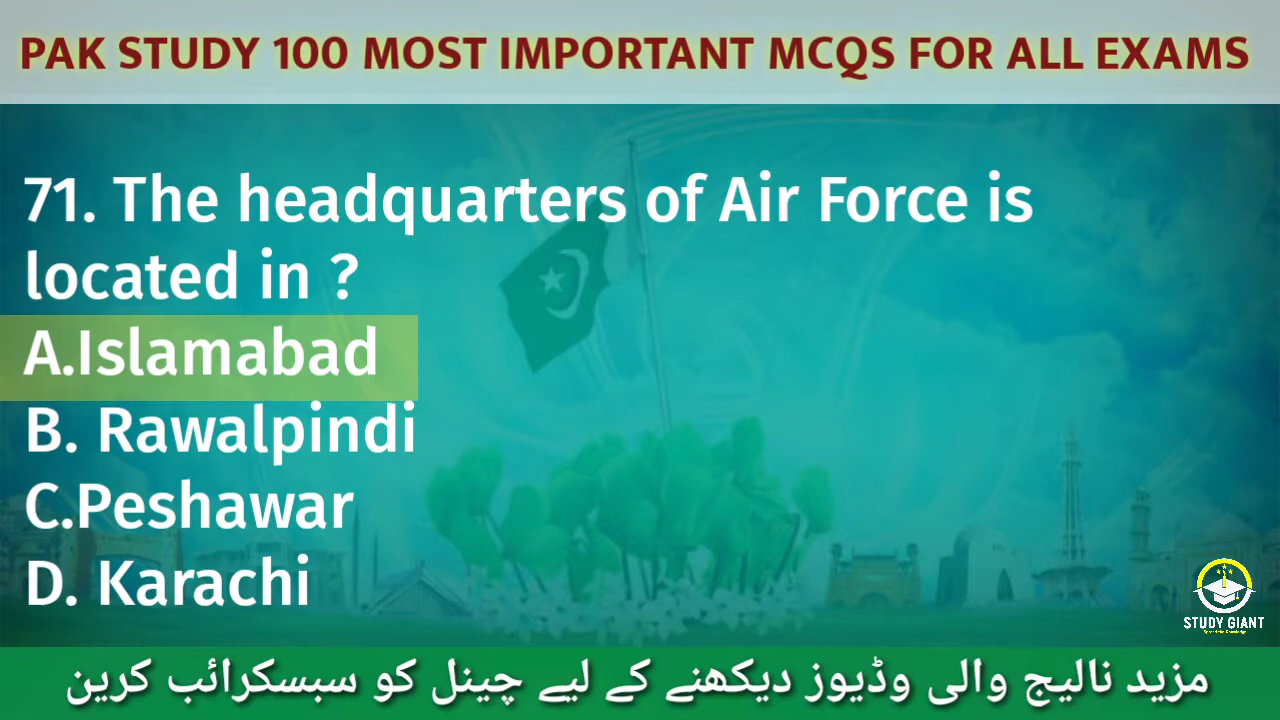 PAK STUDY 100 MOST IMPORTANT MCQS FOR ALL EXAMS
71. The headquarters of Air Force is
located in ?
A.Islamabad
B. Rawalpindi
C.Peshawar
D. Karachi
STUDY GIANT
مزید نالیج والی وڈیوز دیکھنے کے لیے چینل کو سبسکرائب کریں